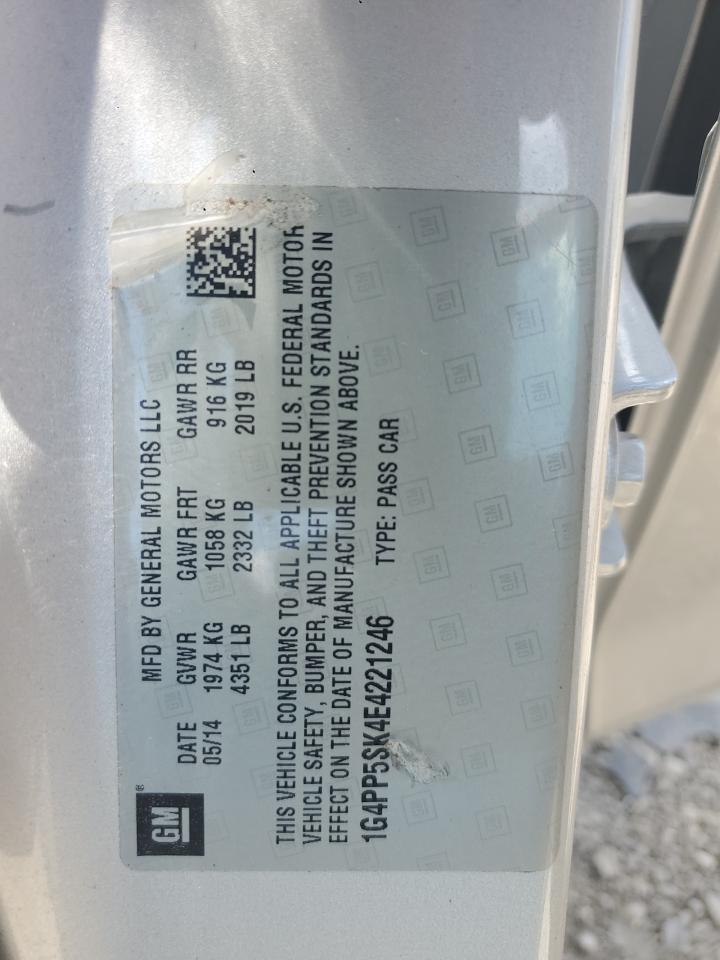 GM®
MFD BY GENERAL MOTORS LLC
DATE GVWR GAWR FRT GAWR RR
05/14 1974 KG 1058 KG 916 KG
4351 LB 2332 LB 2019 LB
THIS VEHICLE CONFORMS TO ALL APPLICABLE U.S. FEDERAL MOTOR
VEHICLE SAFETY, BUMPER, AND THEFT PREVENTION STANDARDS IN
EFFECT ON THE DATE OF MANUFACTURE SHOWN ABOVE.
1G4PP5SK4E4221246 TYPE: PASS CAR